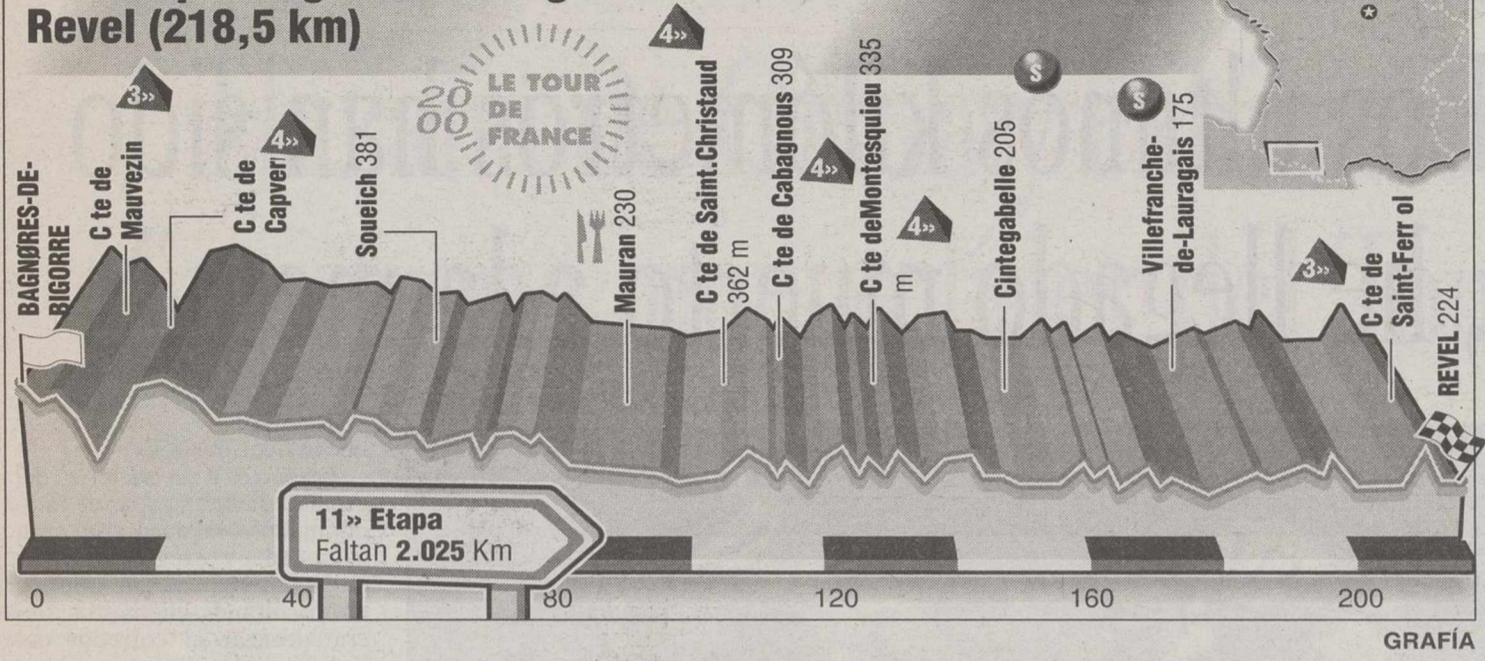 Revel (218,5 km)
BAGNØRES-DE-
BIGORRE
3»
C te de
Mauvezin
4»
C te de
Capvern
Soueich 381
2000
LE TOUR
DE
FRANCE
Mauran 230
4»
C te de Saint.Christaud
362 m
C te de Cabagnous 309
4»
C te deMontesquieu 335
m
4»
Cintegabelle 205
S
S
Villefranche-
de-Lauragais 175
3»
C te de
Saint-Ferr ol
REVEL 224
11» Etapa
Faltan 2.025 Km
0 40 80 120 160 200
GRAFÍA